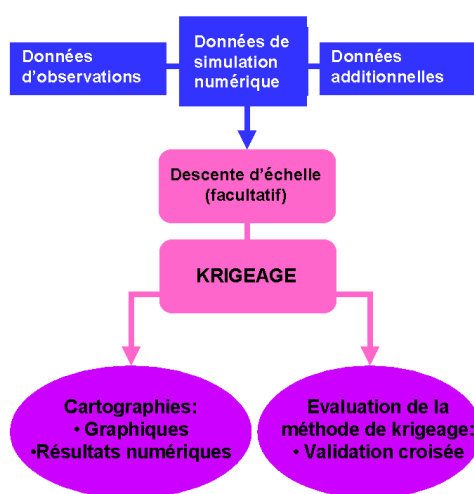 Données
d'observations
Données de
simulation
numérique
Données
additionnelles
Descente d'échelle
(facultatif)
KRIGEAGE
Cartographies:
• Graphiques
•Résultats numériques
Evaluation de la
méthode de krigeage:
• Validation croisée